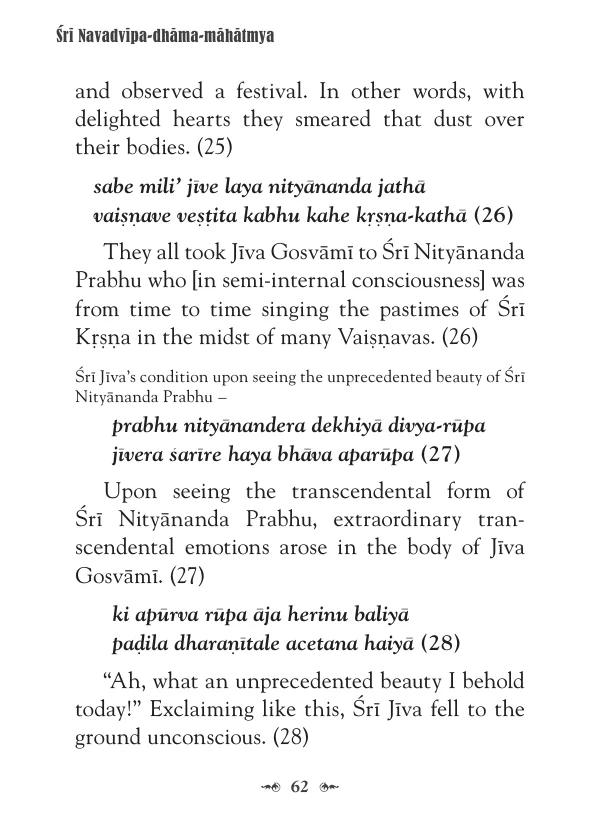 Śrī Navadvīpa-dhāma-māhātmya
and observed a festival. In other words, with
delighted hearts they smeared that dust over
their bodies. (25)
sabe mili’ jīve laya nityānanda jathā
vaiṣṇave veṣṭita kabhu kahe kṛṣṇa-kathā (26)
They all took Jīva Gosvāmī to Śrī Nityānanda
Prabhu who [in semi-internal consciousness] was
from time to time singing the pastimes of Śrī
Kṛṣṇa in the midst of many Vaiṣṇavas. (26)
Śrī Jīva’s condition upon seeing the unprecedented beauty of Śrī
Nityānanda Prabhu –
prabhu nityānandera dekhiyā divya-rūpa
jīvera śarīre haya bhāva aparūpa (27)
Upon seeing the transcendental form of
Śrī Nityānanda Prabhu, extraordinary tran-
scendental emotions arose in the body of Jīva
Gosvāmī. (27)
ki apūrva rūpa āja herinu baliyā
paḍila dharaṇītale acetana haiyā (28)
“Ah, what an unprecedented beauty I behold
today!” Exclaiming like this, Śrī Jīva fell to the
ground unconscious. (28)
62